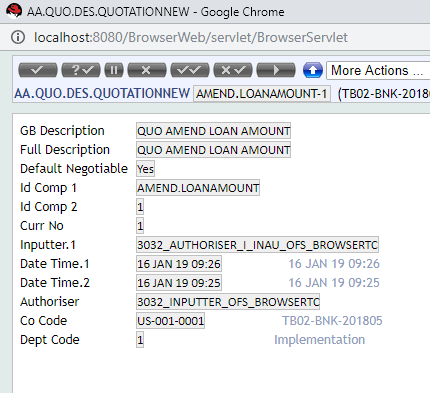 AA.QUO.DES.QUOTATIONNEW - Google Chrome
localhost:8080/BrowserWeb/servlet/BrowserServlet
More Actions ...
AA.QUO.DES.QUOTATIONNEW AMEND.LOANAMOUNT-1 (TB02-BNK-201805
GB Description QUO AMEND LOAN AMOUNT
Full Description QUO AMEND LOAN AMOUNT
Default Negotiable Yes
Id Comp 1 AMEND.LOANAMOUNT
Id Comp 2 1
Curr No 1
Inputter.1 3032_AUTHORISER_I_INAU_OFS_BROWSERTC
Date Time.1 16 JAN 19 09:26 16 JAN 19 09:26
Date Time.2 16 JAN 19 09:25 16 JAN 19 09:25
Authoriser 3032_INPUTTER_OFS_BROWSERTC
Co Code US-001-0001 TB02-BNK-201805
Dept Code 1 Implementation